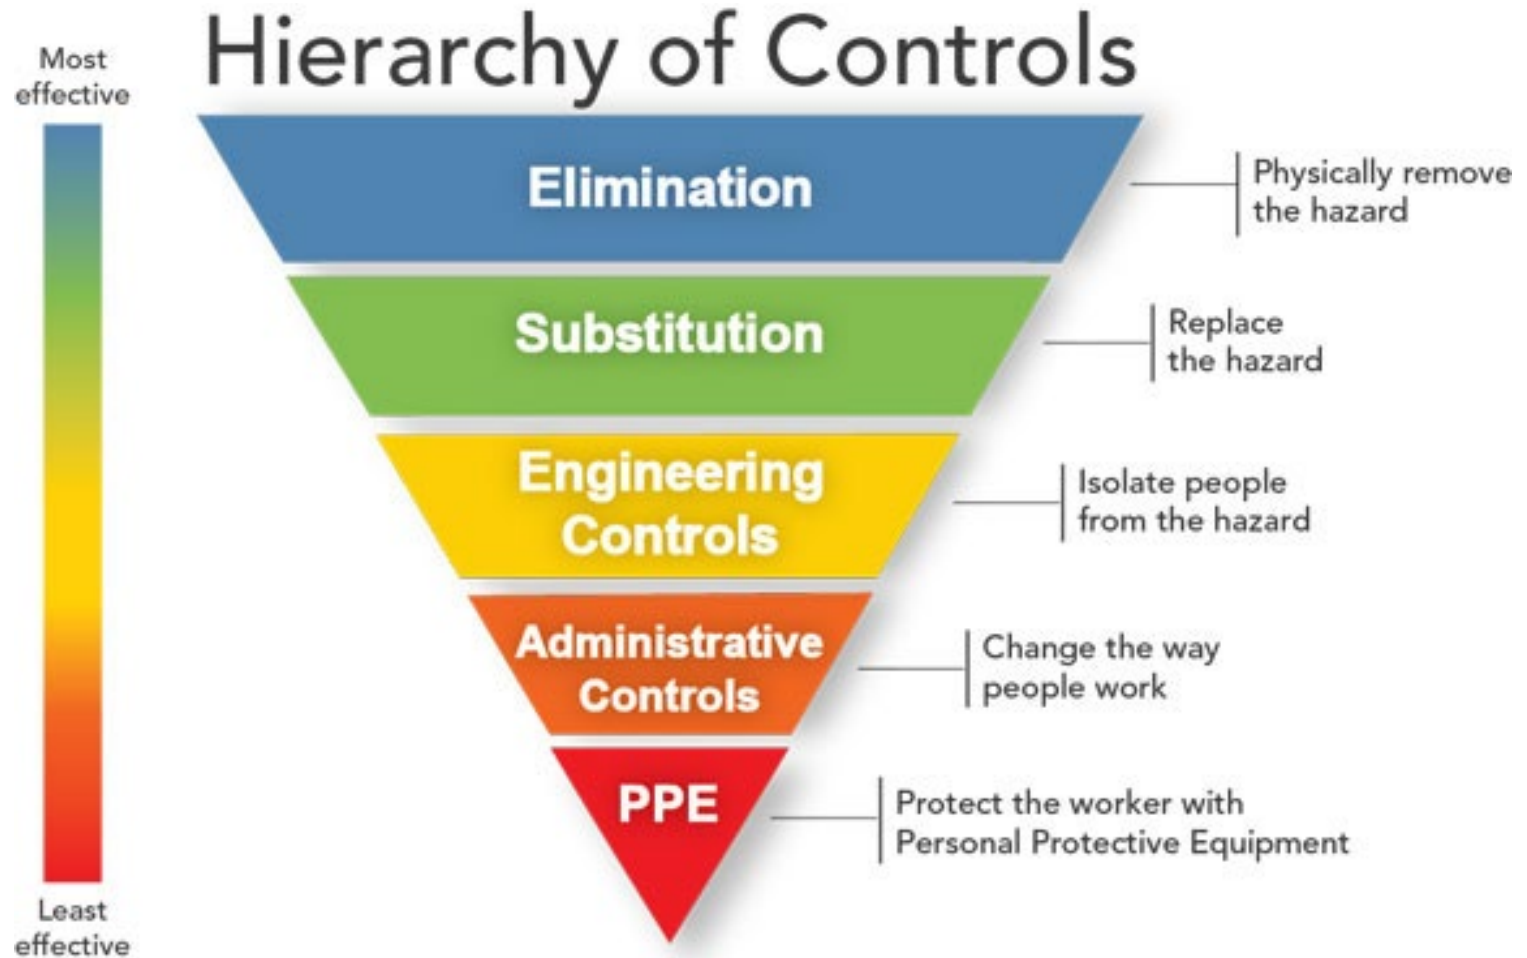 Hierarchy of Controls
Most
effective
Elimination
Physically remove
the hazard
Substitution
Replace
the hazard
Engineering
Controls
Isolate people
from the hazard
Administrative
Controls
Change the way
people work
PPE
Protect the worker with
Personal Protective Equipment
Least
effective